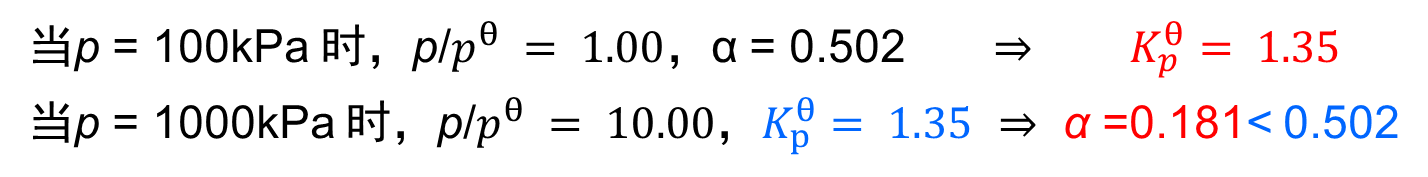 当p = 100kPa 时，p/p^θ = 1.00，α = 0.502 ⇒ K_p^θ = 1.35
当p = 1000kPa 时，p/p^θ = 10.00，K_p^θ = 1.35 ⇒ α =0.181< 0.502